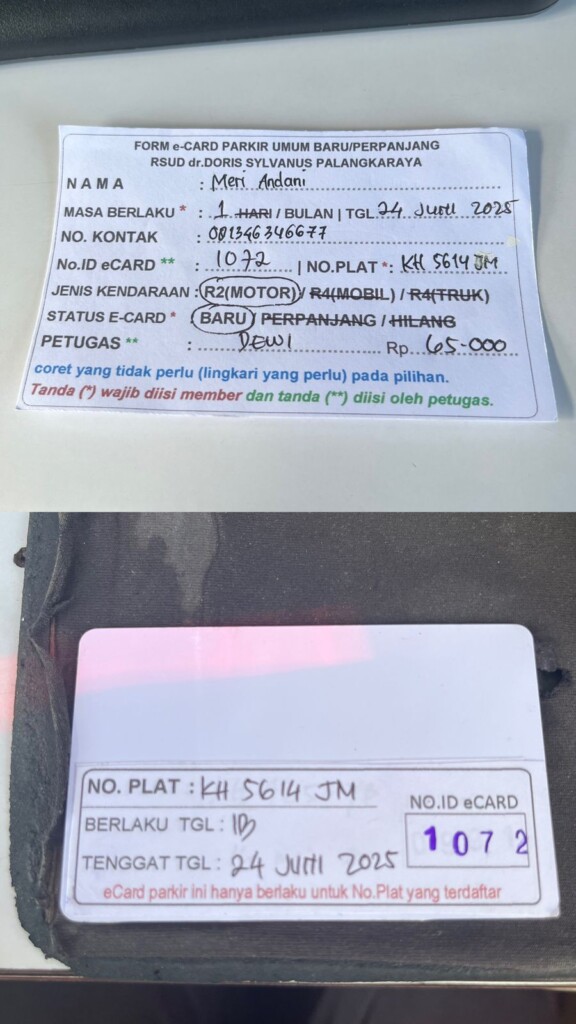 FORM e-CARD PARKIR UMUM BARU/PERPANJANG
RSUD dr.DORIS SYLVANUS PALANGKARAYA
NAMA : Meri Andani
MASA BERLAKU * : 1 HARI / BULAN | TGL 24 Juni 2025
NO. KONTAK : 081346346677
No.ID eCARD ** : 1072 | NO.PLAT *: KH 5614 JM
JENIS KENDARAAN : R2(MOTOR) / R4(MOBIL) / R4(TRUK)
STATUS E-CARD * : BARU / PERPANJANG / HILANG
PETUGAS ** : DEWI Rp. 65.000
coret yang tidak perlu (lingkari yang perlu) pada pilihan.
Tanda (*) wajib diisi member dan tanda (**) diisi oleh petugas.
NO. PLAT : KH 5614 JM
NO.ID eCARD
BERLAKU TGL : 1B
1072
TENGGAT TGL : 24 JUNI 2025
eCard parkir ini hanya berlaku untuk No.Plat yang terdaftar